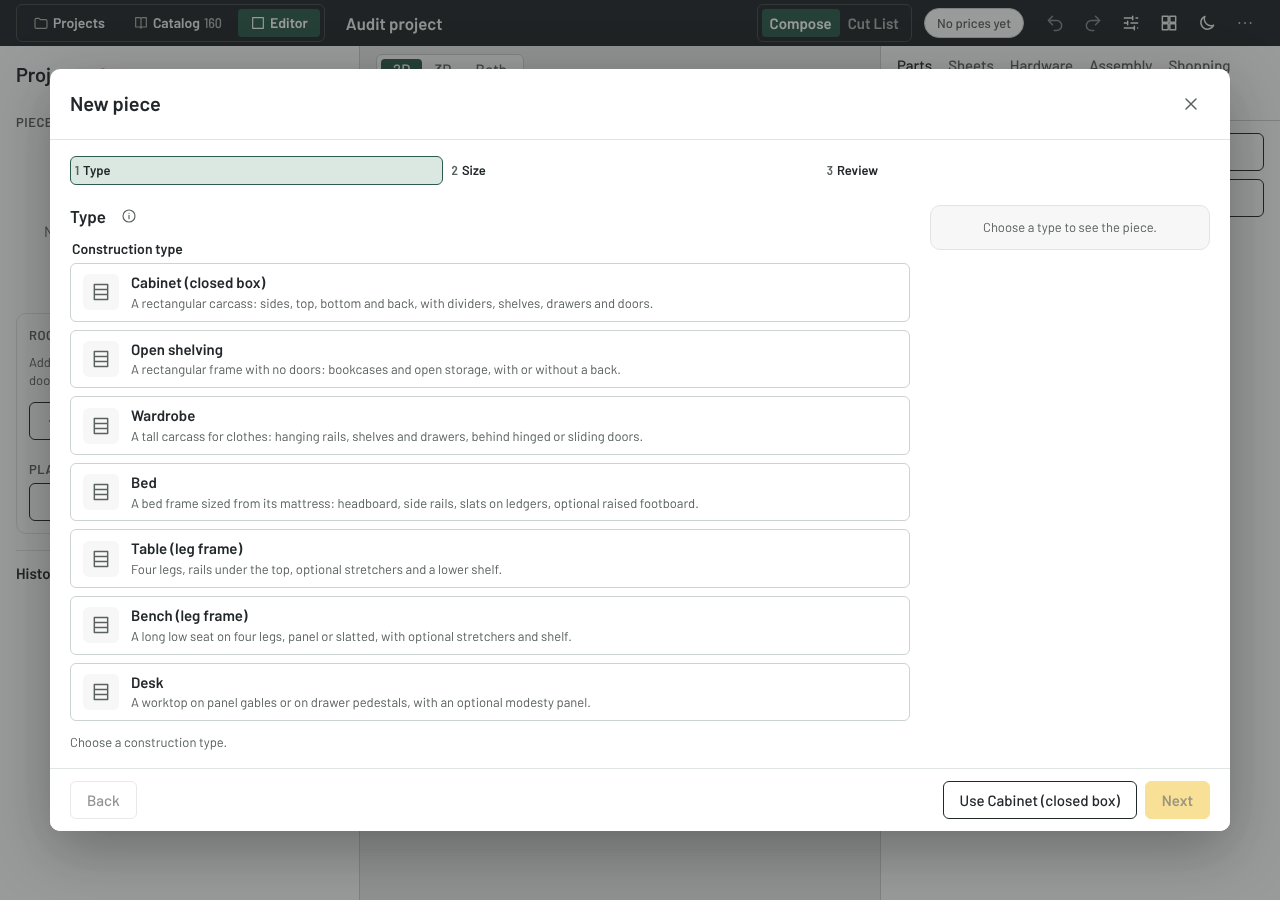 Projects
Catalog 160
Editor
Audit project
Compose
Cut List
No prices yet
Parts
Sheets
Hardware
Assembly
Shopping
New piece
1 Type
2 Size
3 Review
Type
Choose a type to see the piece.
Construction type
Cabinet (closed box)
A rectangular carcass: sides, top, bottom and back, with dividers, shelves, drawers and doors.
Open shelving
A rectangular frame with no doors: bookcases and open storage, with or without a back.
Wardrobe
A tall carcass for clothes: hanging rails, shelves and drawers, behind hinged or sliding doors.
Bed
A bed frame sized from its mattress: headboard, side rails, slats on ledgers, optional raised footboard.
Table (leg frame)
Four legs, rails under the top, optional stretchers and a lower shelf.
Bench (leg frame)
A long low seat on four legs, panel or slatted, with optional stretchers and shelf.
Desk
A worktop on panel gables or on drawer pedestals, with an optional modesty panel.
Choose a construction type.
Back
Use Cabinet (closed box)
Next